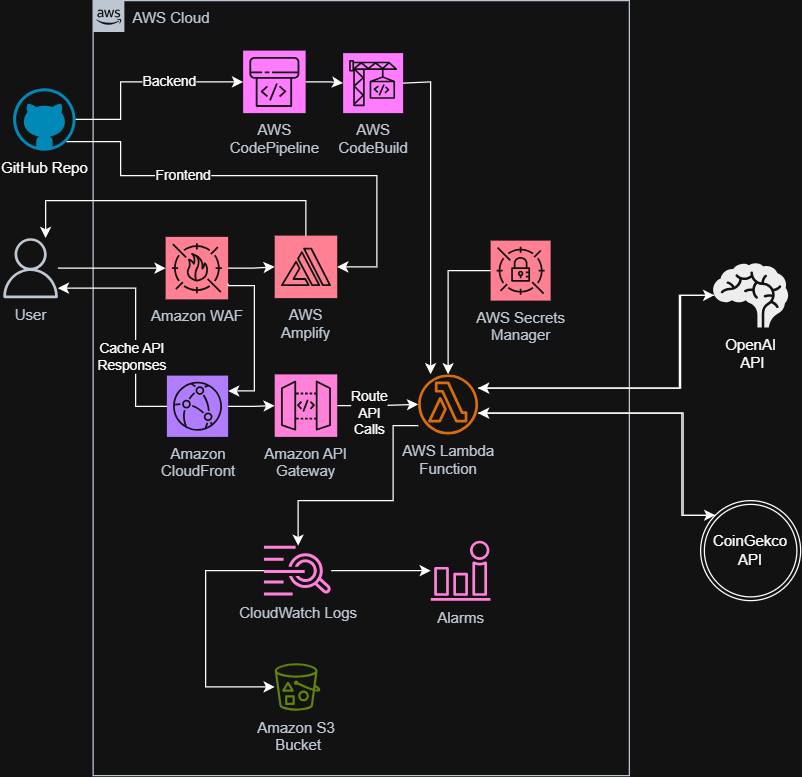 aws
AWS Cloud
Backend
AWS
CodePipeline
AWS
CodeBuild
GitHub Repo
Frontend
User
Amazon WAF
AWS
Amplify
AWS Secrets
Manager
OpenAI
API
Cache API
Responses
Amazon
CloudFront
Amazon API
Gateway
Route
API
Calls
AWS Lambda
Function
CoinGekco
API
CloudWatch Logs
Alarms
Amazon S3
Bucket